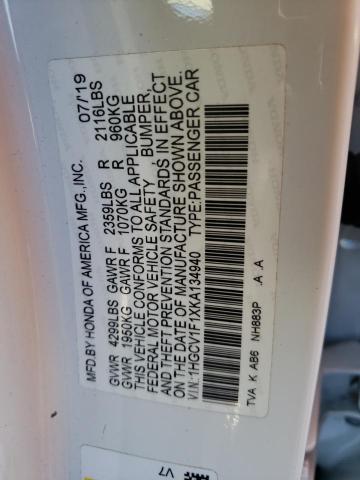 MFD.BY HONDA OF AMERICA MFG.,INC. 07/19
GVWR 4299LBS GAWR F 2359LBS R 2116LBS
GVWR 1950KG GAWR F 1070KG R 960KG
THIS VEHICLE CONFORMS TO ALL APPLICABLE
FEDERAL MOTOR VEHICLE SAFETY, BUMPER,
AND THEFT PREVENTION STANDARDS IN EFFECT
ON THE DATE OF MANUFACTURE SHOWN ABOVE.
V.I.N.:1HGCV1F1XKA134940 TYPE:PASSENGER CAR
TVA K AB6 NH883P A A
V7